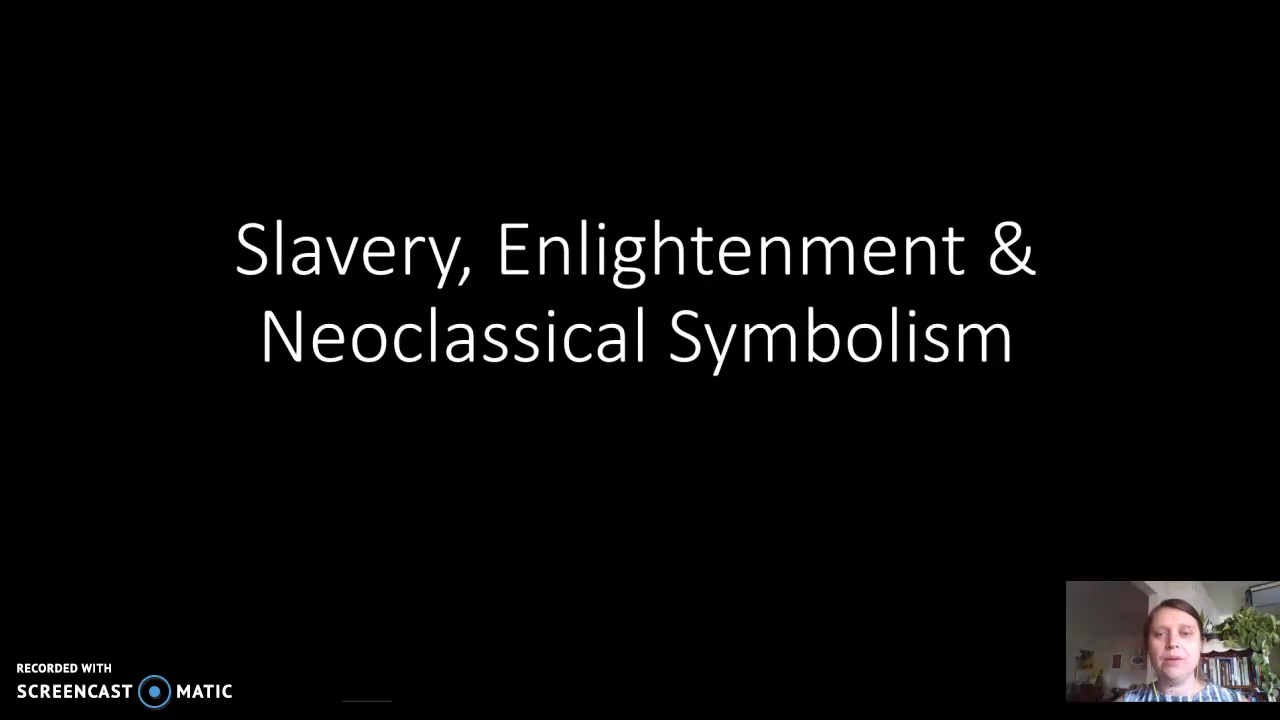 Slavery, Enlightenment &
Neoclassical Symbolism
RECORDED WITH
SCREENCAST MATIC